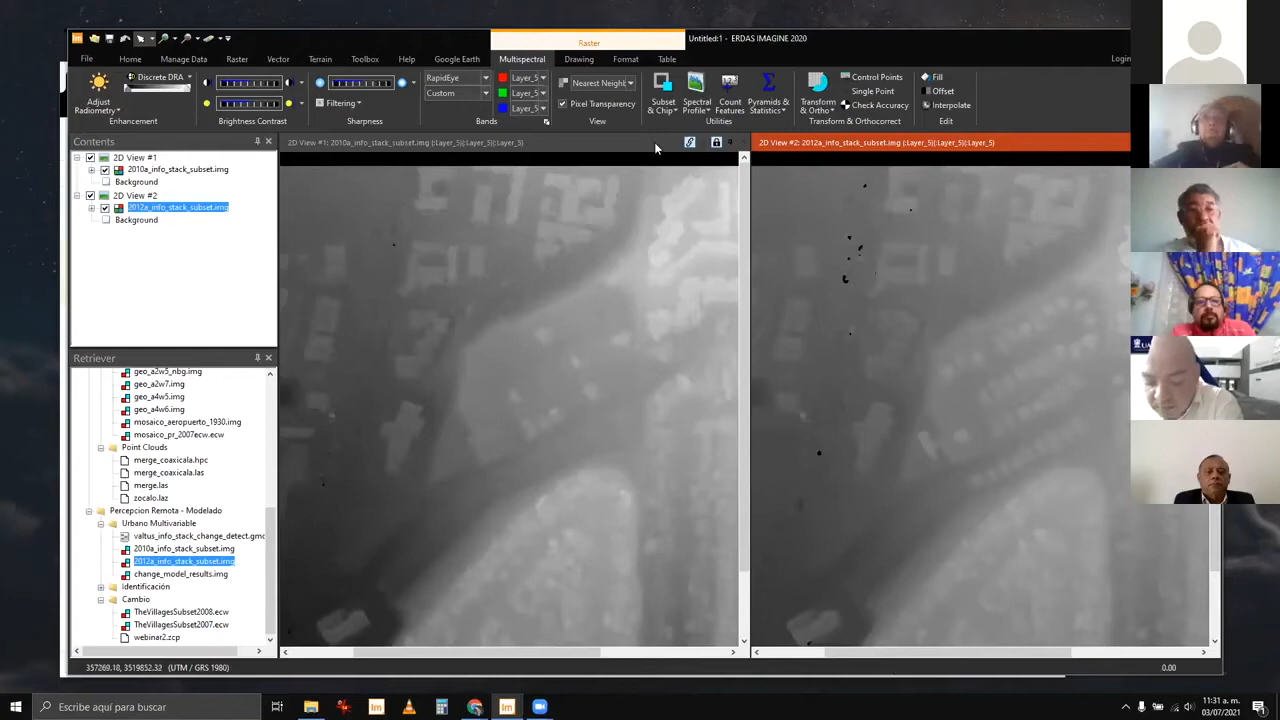 Untitled:1 - ERDAS IMAGINE 2020
Raster
File Home Manage Data Raster Vector Terrain Toolbox Help Google Earth Multispectral Drawing Format Table Login
Discrete DRA RapidEye Layer_5 Nearest Neighb Control Points Fill
Single Point Offset
Custom Layer_5 Pixel Transparency
Adjust Radiometry Filtering Layer_5 Subset & Chip Spectral Profile Count Features Pyramids & Statistics Transform & Ortho Check Accuracy Interpolate
Enhancement Brightness Contrast Sharpness Bands View Utilities Transform & Orthocorrect Edit
Contents
2D View #1: 2010a_info_stack_subset.img (:Layer_5)(:Layer_5)(:Layer_5)
2D View #2: 2012a_info_stack_subset.img (:Layer_5)(:Layer_5)(:Layer_5)
2D View #1
2010a_info_stack_subset.img
Background
2D View #2
2012a_info_stack_subset.img
Background
Retriever
geo_a2w5_nbg.img
geo_a2w7.img
geo_a4w5.img
geo_a4w6.img
mosaico_aeropuerto_1930.img
mosaico_pr_2007ecw.ecw
Point Clouds
merge_coaxicala.hpc
merge_coaxicala.las
merge.las
zocalo.laz
Percepcion Remota - Modelado
Urbano Multivariable
valtus_info_stack_change_detect.gmd
2010a_info_stack_subset.img
2012a_info_stack_subset.img
change_model_results.img
Identificación
Cambio
TheVillagesSubset2008.ecw
TheVillagesSubset2007.ecw
webinar2.zcp
357269.18, 3519852.32 (UTM / GRS 1980)
0.00
Escribe aquí para buscar
11:31 a. m.
03/07/2021